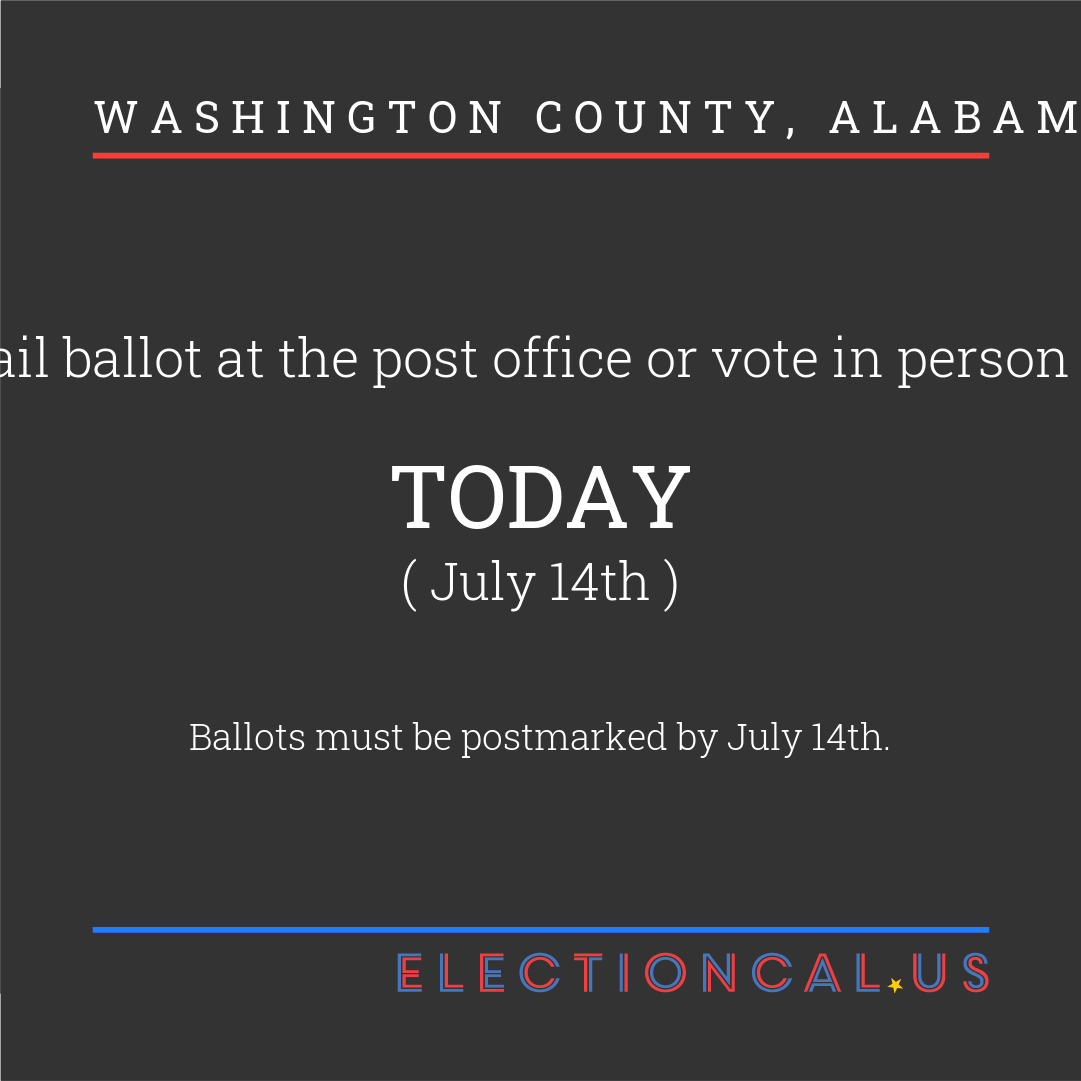 WASHINGTON COUNTY, ALABAM
ail ballot at the post office or vote in person
TODAY
( July 14th )
Ballots must be postmarked by July 14th.
ELECTIONCAL.US